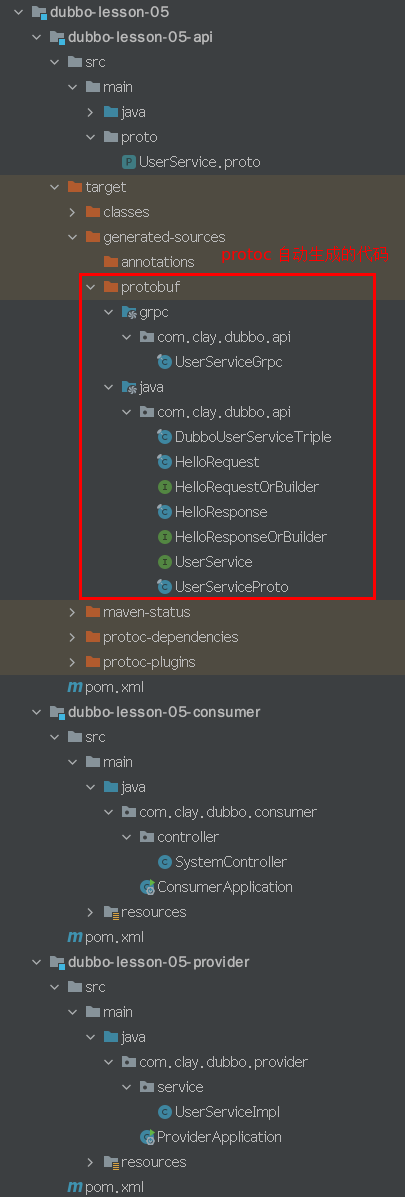 dubbo-lesson-05
dubbo-lesson-05-api
src
main
java
proto
UserService.proto
target
classes
generated-sources
annotations
protoc 自动生
protobuf
grpc
com.clay.dubbo.api
UserServiceGrpc
java
com.clay.dubbo.api
DubboUserServiceTriple
HelloRequest
HelloRequestOrBuilder
HelloResponse
HelloResponseOrBuilder
UserService
UserServiceProto
maven-status
protoc-dependencies
protoc-plugins
pom.xml
dubbo-lesson-05-consumer
src
main
java
com.clay.dubbo.consumer
controller
SystemController
ConsumerApplication
resources
pom.xml
dubbo-lesson-05-provider
src
main
java
com.clay.dubbo.provider
service
UserServiceImpl
ProviderApplication
resources
pom.xml